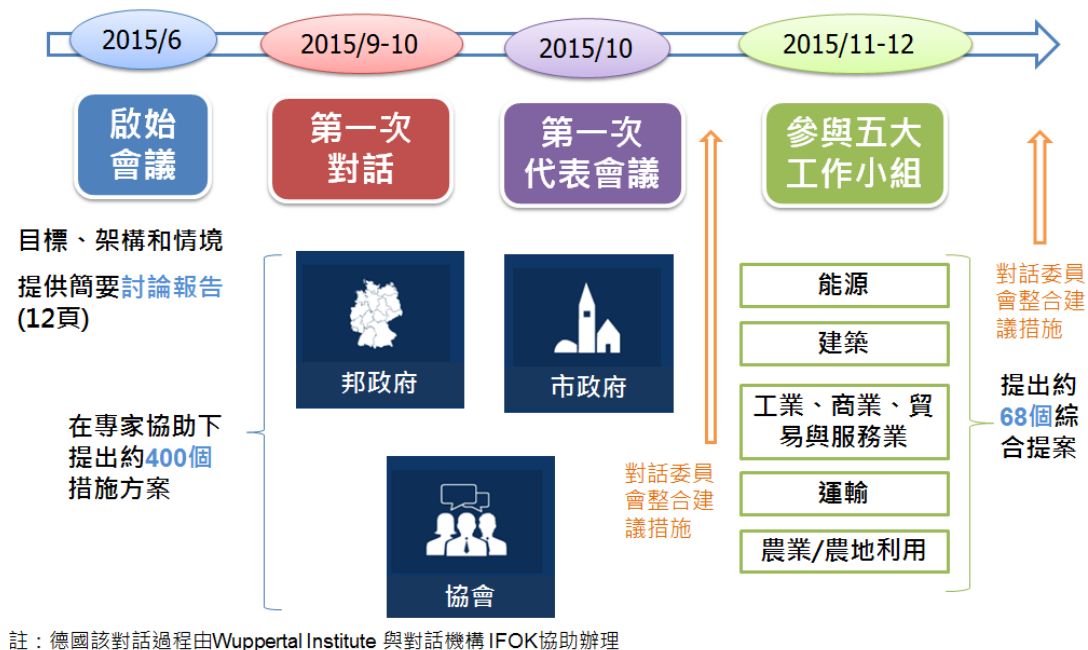 2015/6
2015/9-10
2015/10
2015/11-12
啟始
會議
第一次
對話
第一次
代表會議
參與五大
工作小組
目標、架構和情境
提供簡要討論報告
(12頁)
在專家協助下
提出約400個
措施方案
邦政府
市政府
協會
對話委員
會整合建
議措施
能源
建築
工業、商業、貿
易與服務業
運輸
農業/農地利用
對話委員
會整合建
議措施
提出約
68個綜
合提案
註：德國該對話過程由Wuppertal Institute 與對話機構IFOK協助辦理